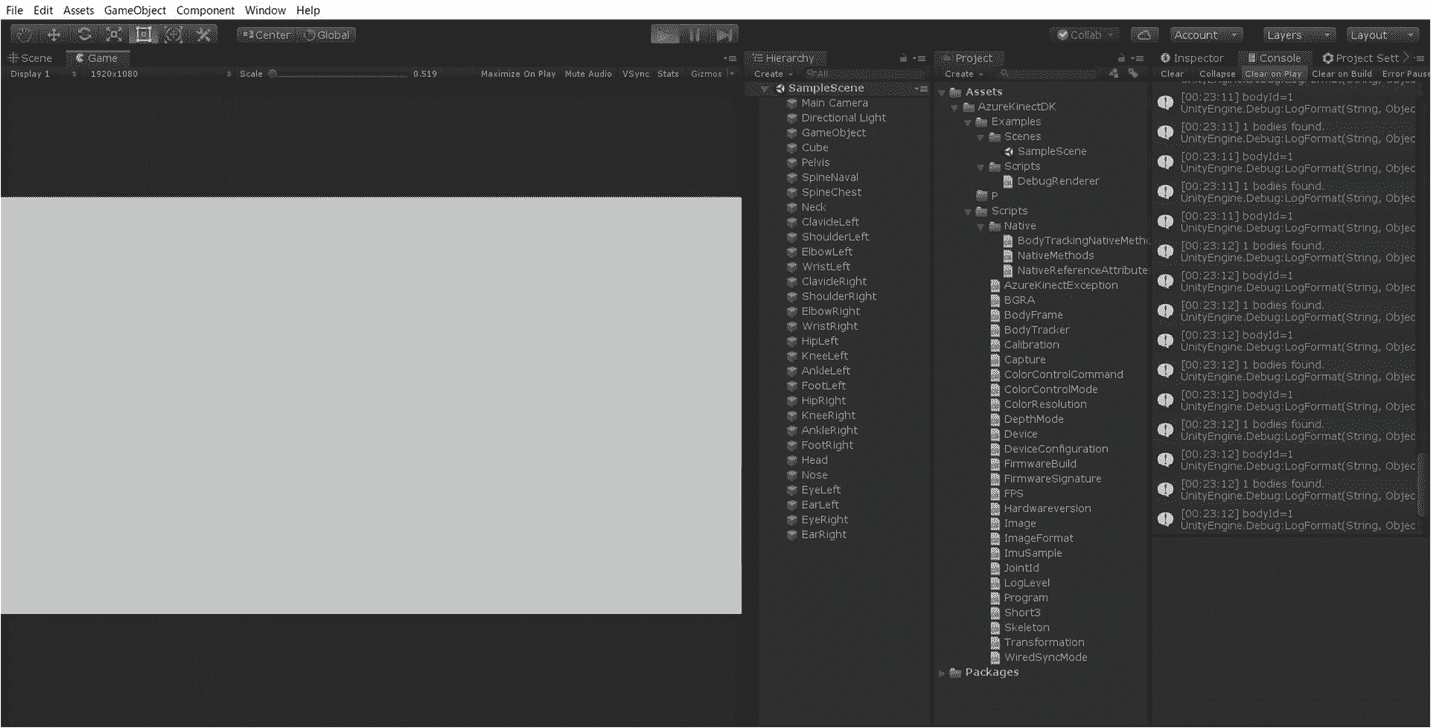 File Edit Assets GameObject Component Window Help
Center Global Collab Account Layers Layout
Scene Game
Display 1 1920x1080 Scale 0.519 Maximize On Play Mute Audio VSync Stats Gizmos
Hierarchy
Create All
SampleScene
Main Camera
Directional Light
GameObject
Cube
Pelvis
SpineNaval
SpineChest
Neck
ClavideLeft
ShoulderLeft
ElbowLeft
WristLeft
ClavicleRight
ShoulderRight
ElbowRight
WristRight
HipLeft
KneeLeft
AnkleLeft
FootLeft
HipRight
KneeRight
AnkleRight
FootRight
Head
Nose
EyeLeft
EarLeft
EyeRight
EarRight
Project
Create
Assets
AzureKinectDK
Examples
Scenes
SampleScene
Scripts
DebugRenderer
P
Scripts
Native
BodyTrackingNativeMetho
NativeMethods
NativeReferenceAttributes
AzureKinectException
BGRA
BodyFrame
BodyTracker
Calibration
Capture
ColorControlCommand
ColorControlMode
ColorResolution
DepthMode
Device
DeviceConfiguration
FirmwareBuild
FirmwareSignature
FPS
Hardwareversion
Image
ImageFormat
ImuSample
JointId
LogLevel
Program
Short3
Skeleton
Transformation
WiredSyncMode
Packages
Inspector Console Project Sett
Clear Collapse Clear on Play Clear on Build Error Pause
[00:23:11] bodyId=1
UnityEngine.Debug:LogFormat(String, Objec
[00:23:11] 1 bodies found.
UnityEngine.Debug:LogFormat(String, Objec
[00:23:11] bodyId=1
UnityEngine.Debug:LogFormat(String, Objec
[00:23:11] 1 bodies found.
UnityEngine.Debug:LogFormat(String, Objec
[00:23:11] bodyId=1
UnityEngine.Debug:LogFormat(String, Objec
[00:23:12] 1 bodies found.
UnityEngine.Debug:LogFormat(String, Objec
[00:23:12] bodyId=1
UnityEngine.Debug:LogFormat(String, Objec
[00:23:12] 1 bodies found.
UnityEngine.Debug:LogFormat(String, Objec
[00:23:12] bodyId=1
UnityEngine.Debug:LogFormat(String, Objec
[00:23:12] 1 bodies found.
UnityEngine.Debug:LogFormat(String, Objec
[00:23:12] bodyId=1
UnityEngine.Debug:LogFormat(String, Objec
[00:23:12] 1 bodies found.
UnityEngine.Debug:LogFormat(String, Objec
[00:23:12] bodyId=1
UnityEngine.Debug:LogFormat(String, Objec
[00:23:12] 1 bodies found.
UnityEngine.Debug:LogFormat(String, Objec
[00:23:12] bodyId=1
UnityEngine.Debug:LogFormat(String, Objec